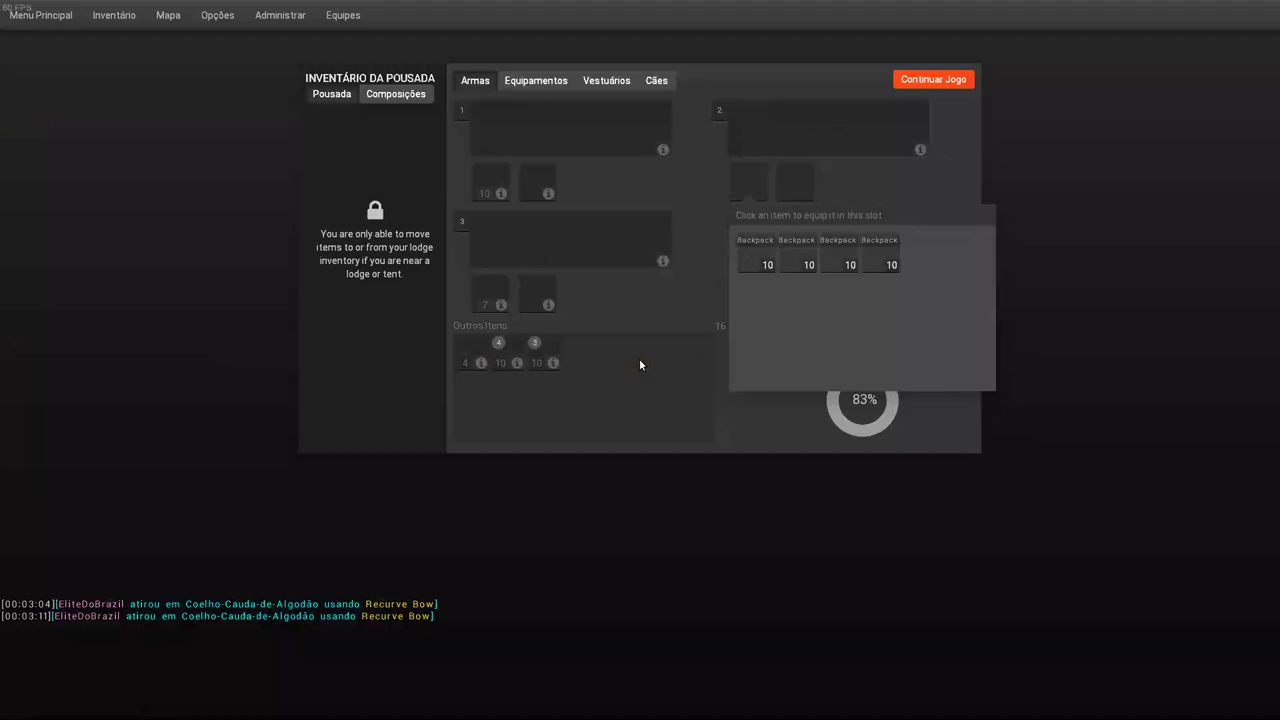 60 FPS
Menu Principal Inventário Mapa Opções Administrar Equipes
INVENTÁRIO DA POUSADA
Pousada Composições
Armas Equipamentos Vestuários Cães
Continuar Jogo
1
2
10
3
7
You are only able to move
items to or from your lodge
inventory if you are near a
lodge or tent.
Click an item to equip it in this slot
Backpack Backpack Backpack Backpack
10 10 10 10
Outros Itens
16
4 3
4 10 10
83%
[00:03:04][EliteDoBrazil atirou em Coelho-Cauda-de-Algodão usando Recurve Bow]
[00:03:11][EliteDoBrazil atirou em Coelho-Cauda-de-Algodão usando Recurve Bow]